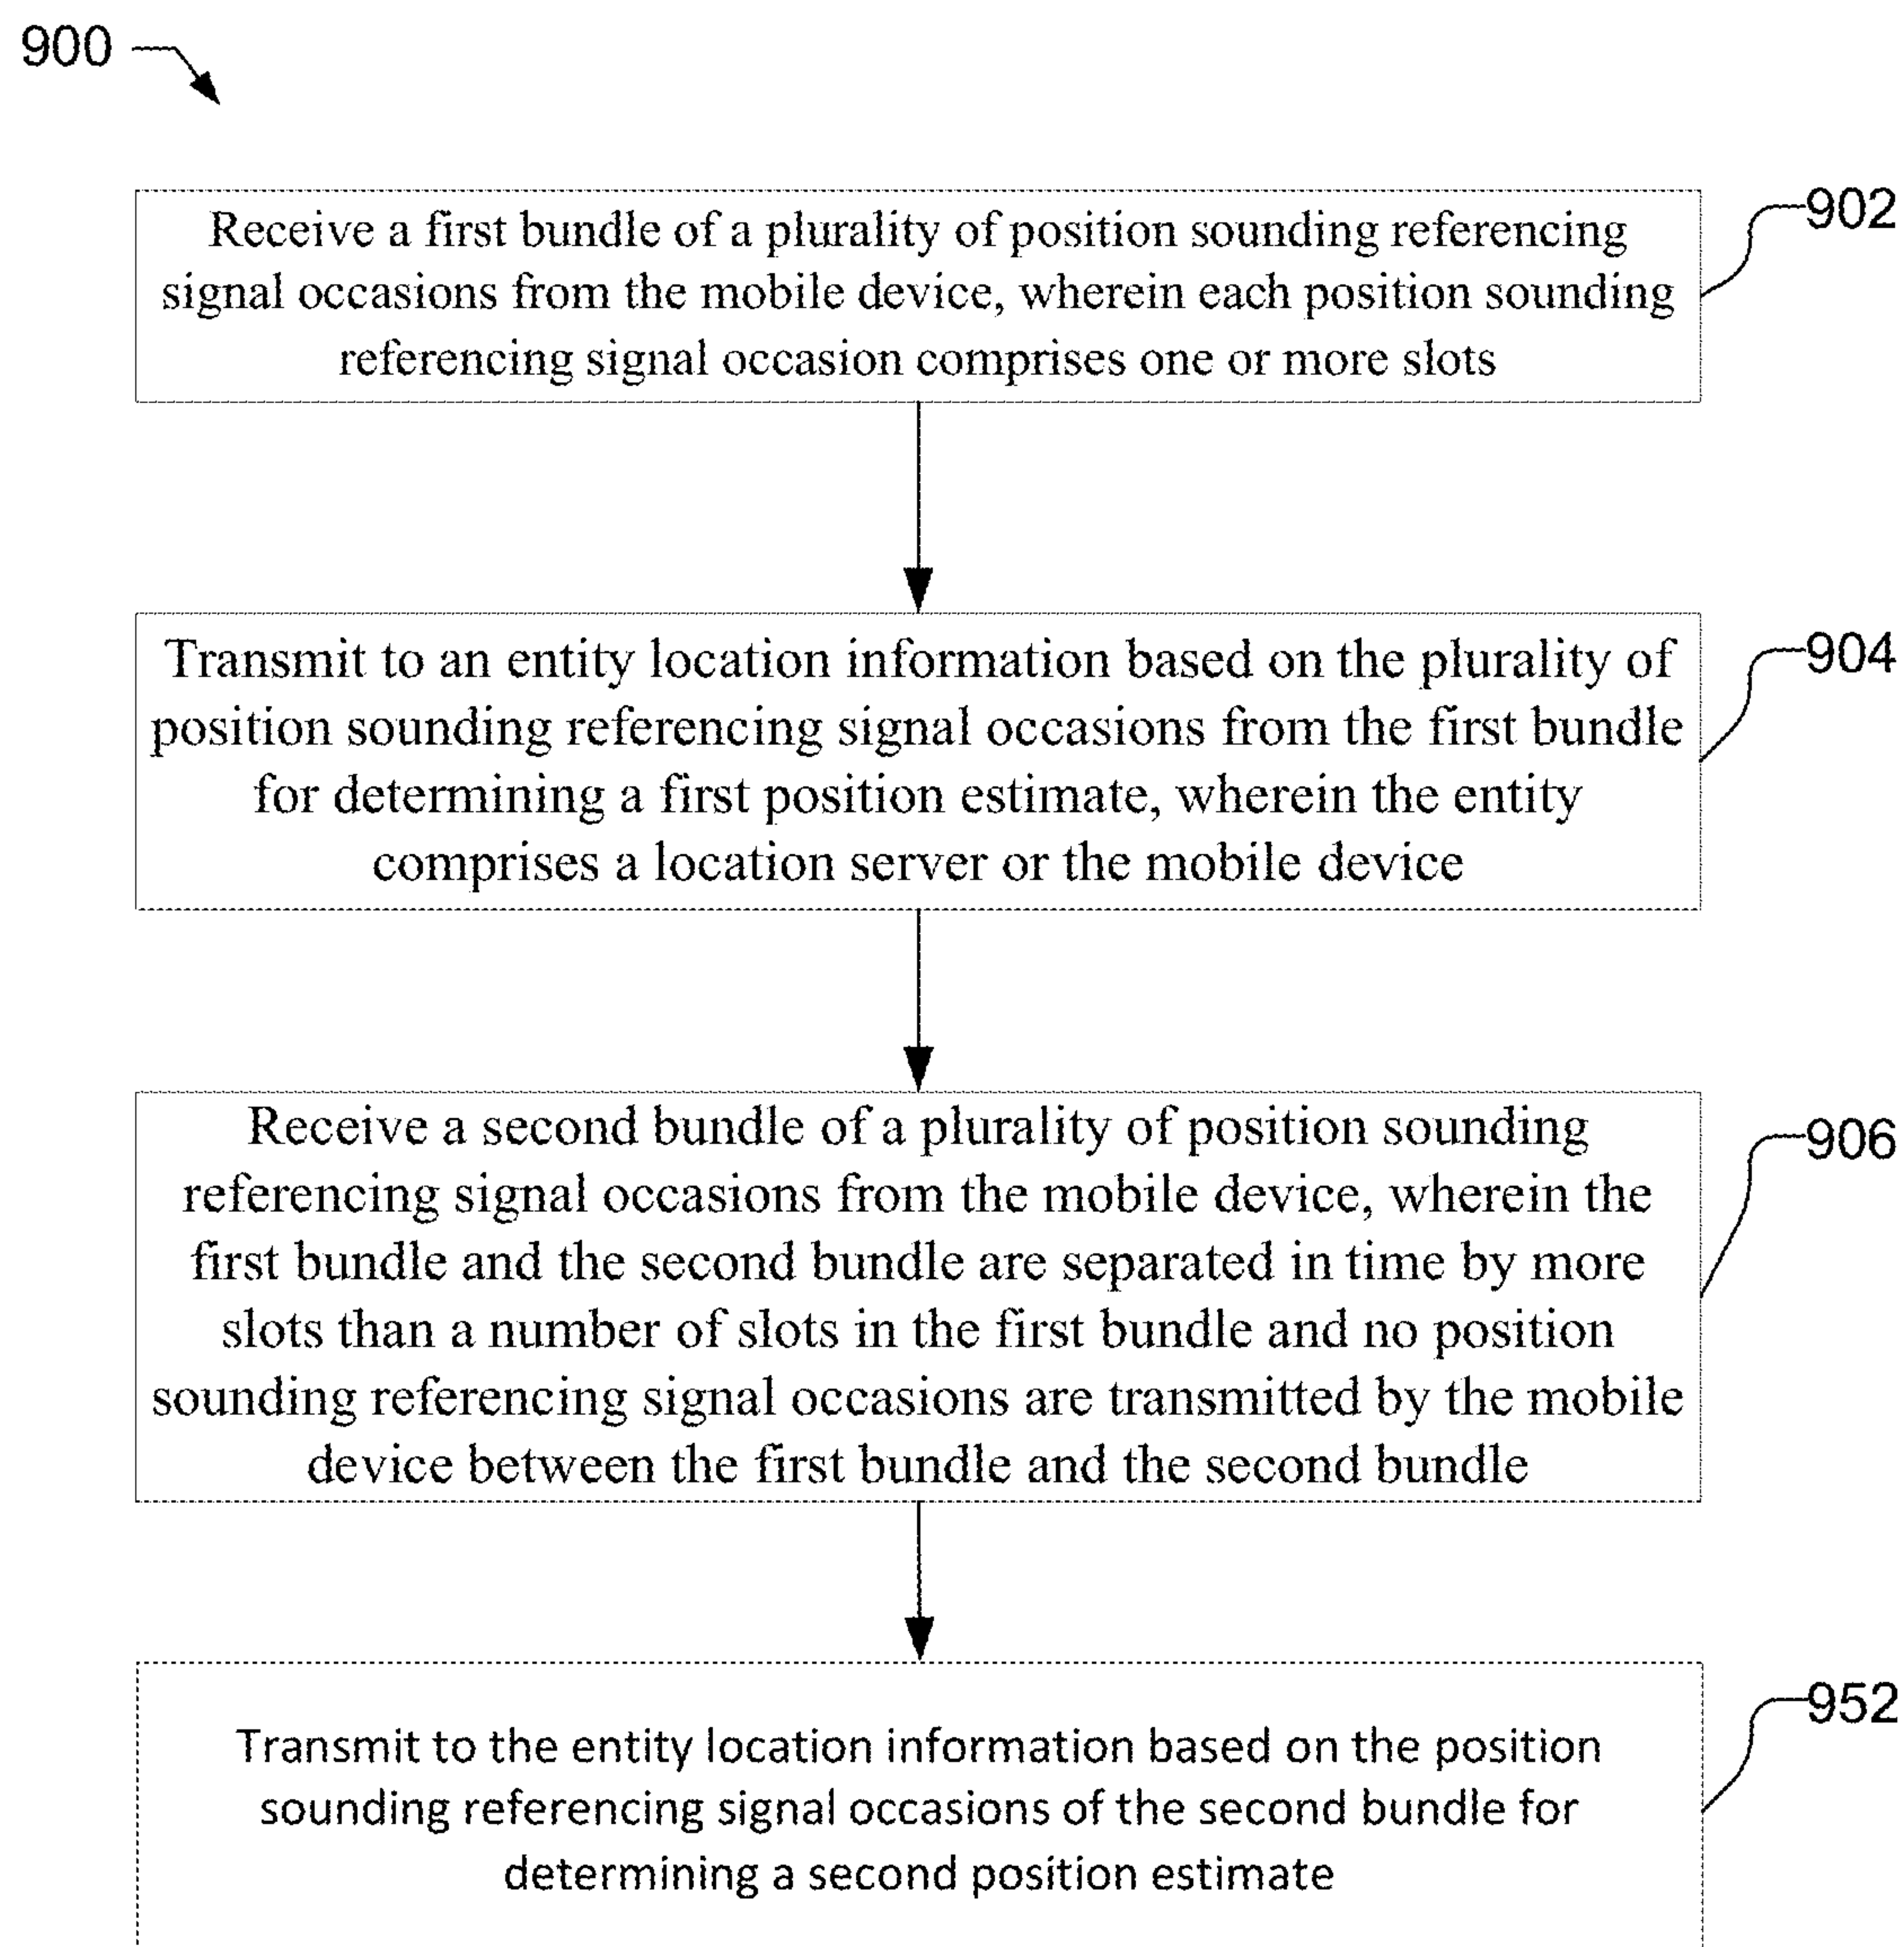 900
Receive a first bundle of a plurality of position sounding referencing
902
signal occasions from the mobile device, wherein each position sounding
referencing signal occasion comprises one or more slots
Transmit to an entity location information based on the plurality of
904
position sounding referencing signal occasions from the first bundle
for determining a first position estimate, wherein the entity
comprises a location server or the mobile device
Receive a second bundle of a plurality of position sounding
906
referencing signal occasions from the mobile device, wherein the
first bundle and the second bundle are separated in time by more
slots than a number of slots in the first bundle and no position
sounding referencing signal occasions are transmitted by the mobile
device between the first bundle and the second bundle
952
Transmit to the entity location information based on the position
sounding referencing signal occasions of the second bundle for
determining a second position estimate